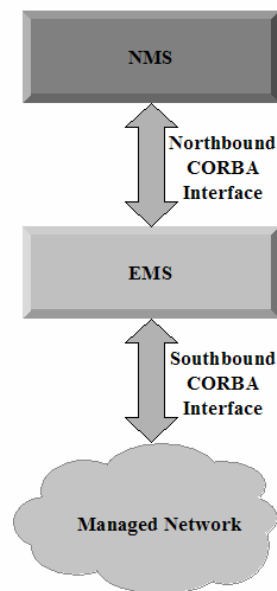 NMS
Northbound
CORBA
Interface
EMS
Southbound
CORBA
Interface
Managed Network